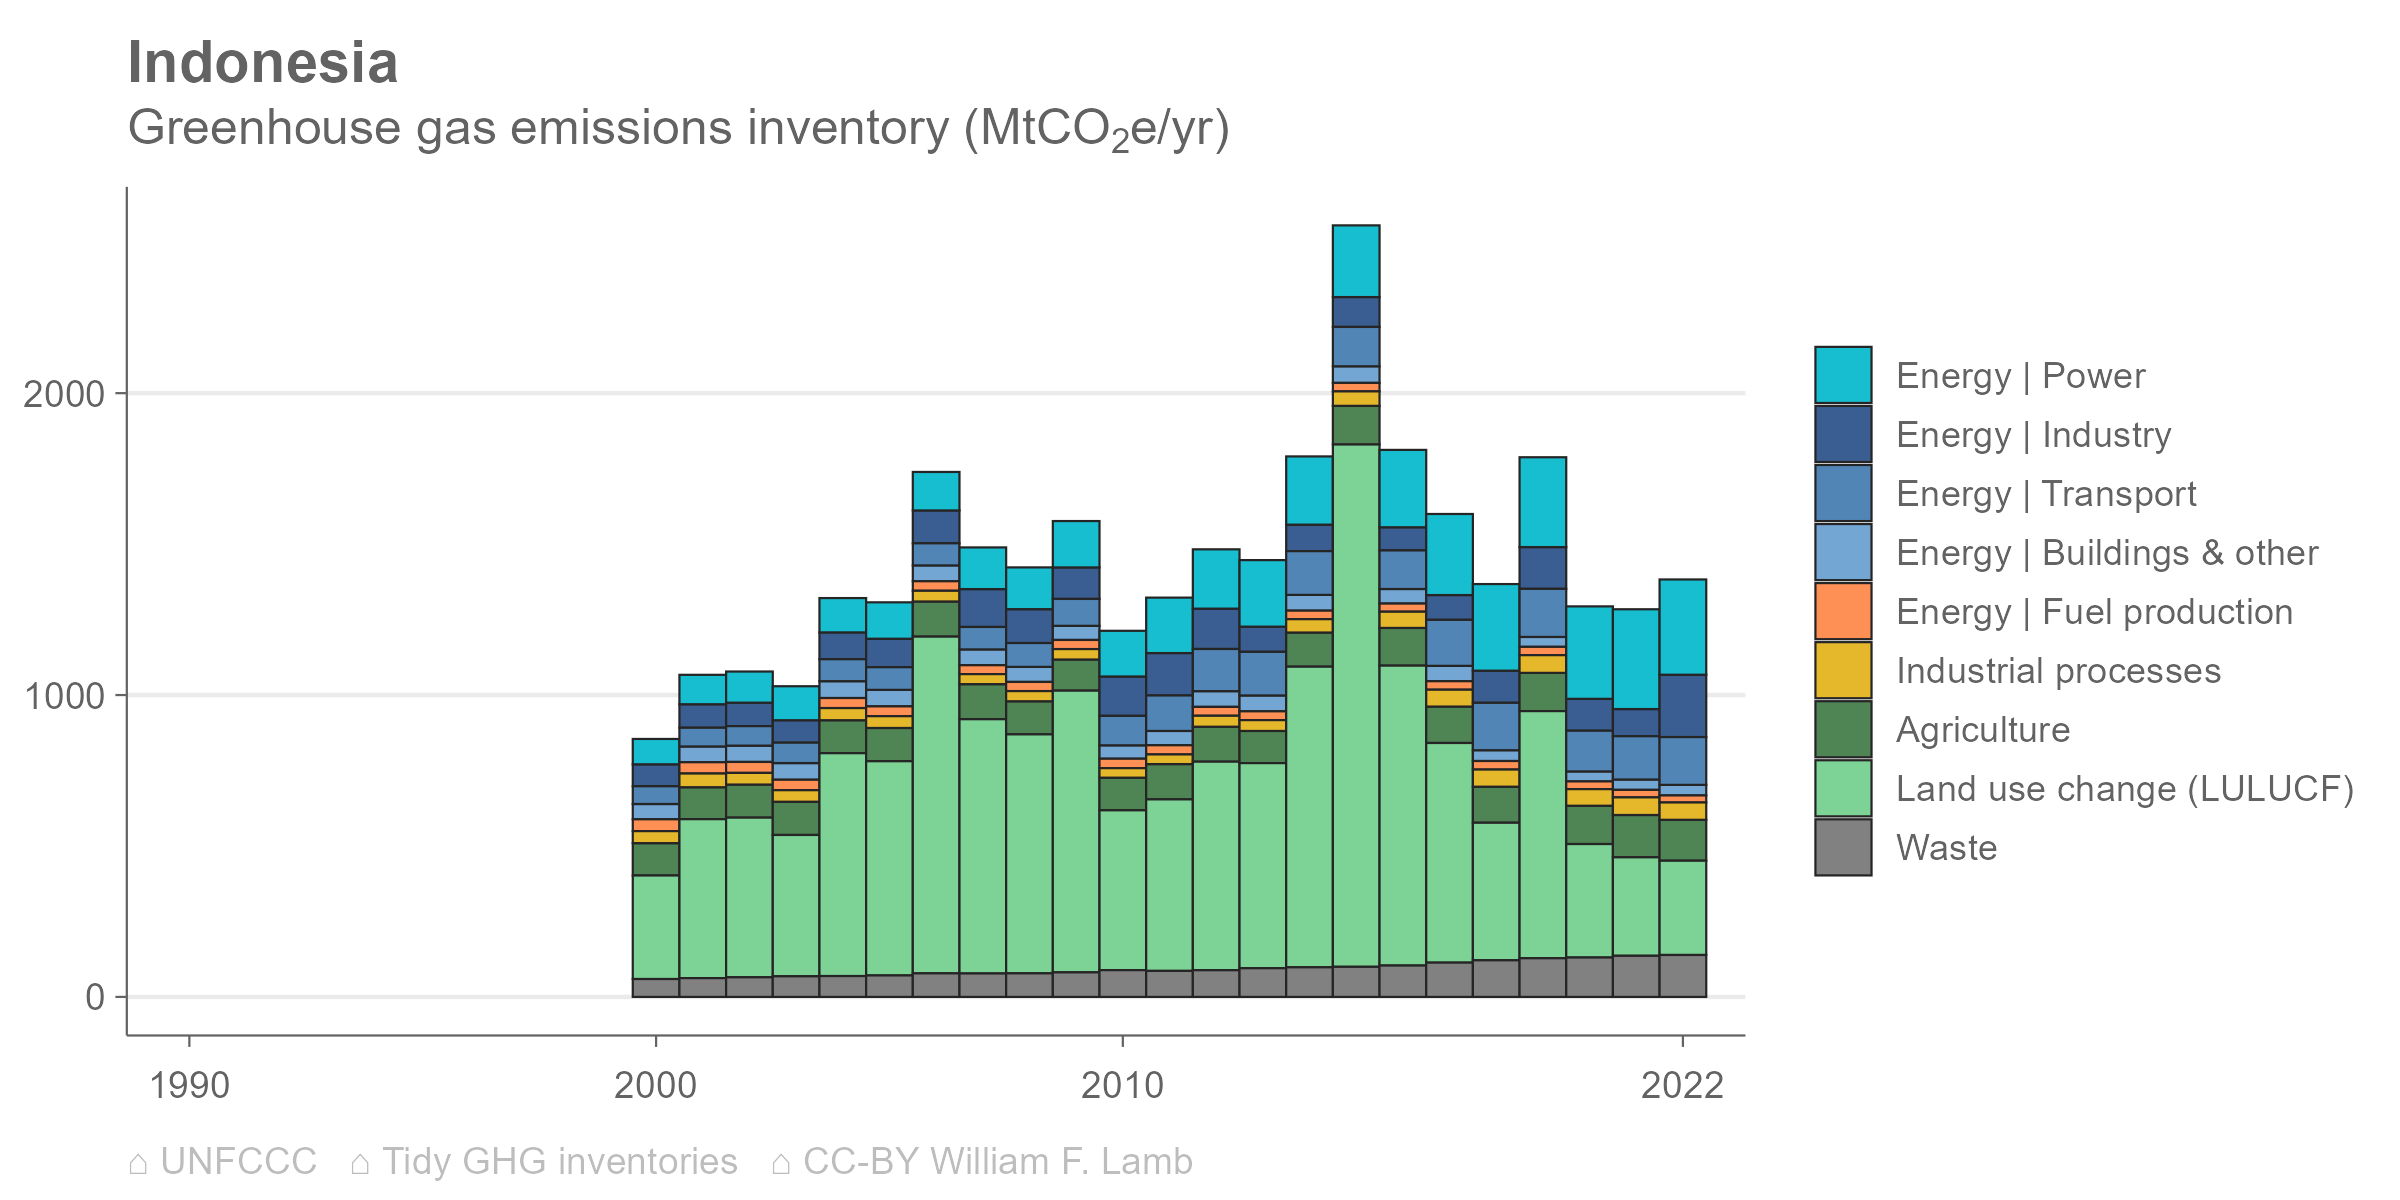 Indonesia
Greenhouse gas emissions inventory (MtCO₂e/yr)
2000
1000
0
1990 2000 2010 2022
Energy | Power
Energy | Industry
Energy | Transport
Energy | Buildings & other
Energy | Fuel production
Industrial processes
Agriculture
Land use change (LULUCF)
Waste
⌂ UNFCCC ⌂ Tidy GHG inventories ⌂ CC-BY William F. Lamb